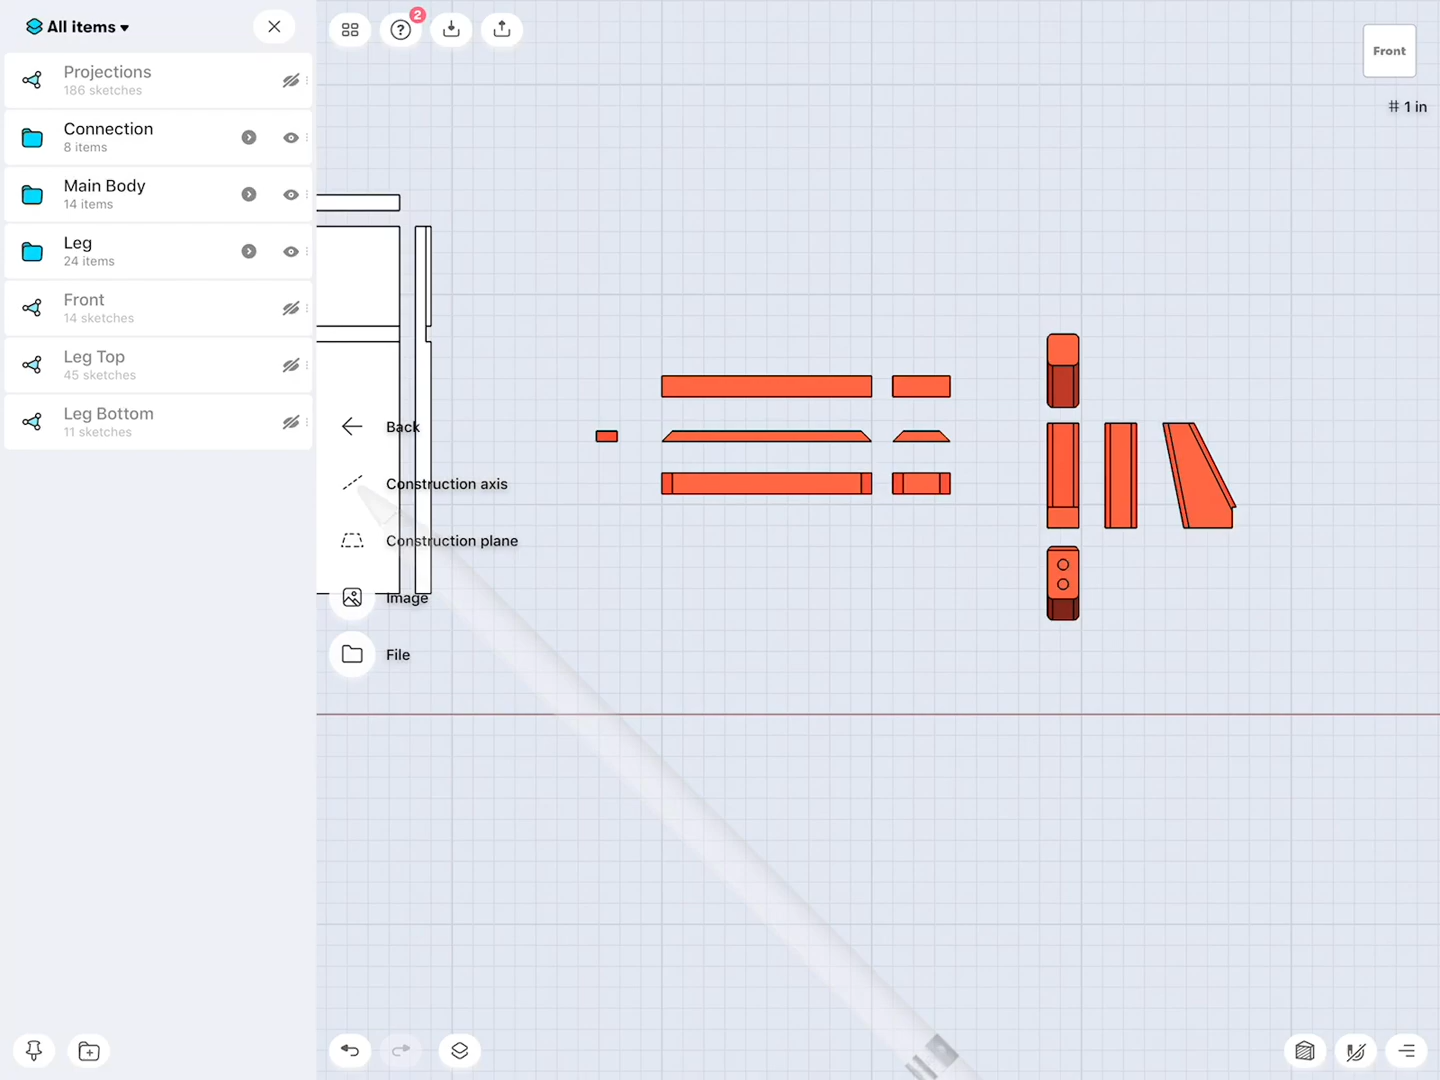 All items
2
Front
1 in
Projections
186 sketches
Connection
8 items
Main Body
14 items
Leg
24 items
Front
14 sketches
Leg Top
45 sketches
Leg Bottom
11 sketches
Back
Construction axis
Construction plane
Image
File